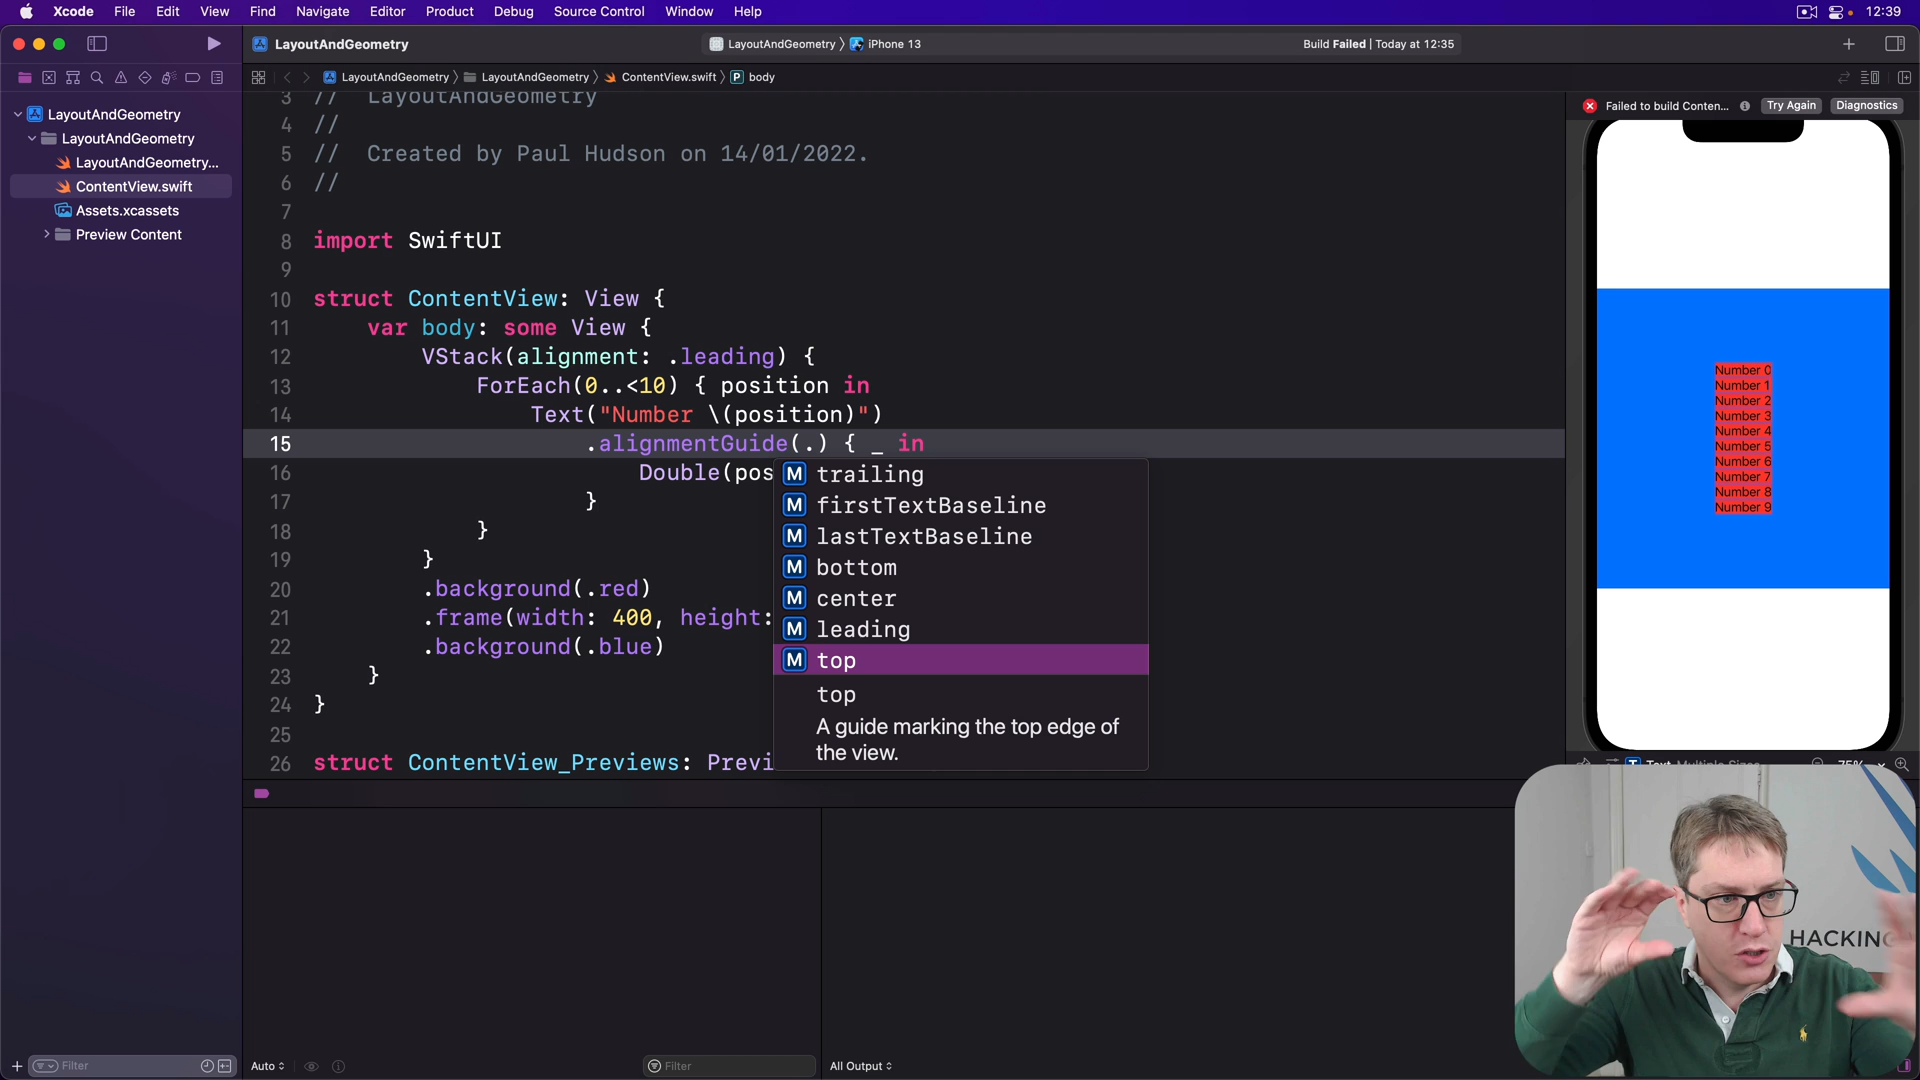 Xcode File Edit View Find Navigate Editor Product Debug Source Control Window Help 12:39
LayoutAndGeometry
LayoutAndGeometry iPhone 13
Build Failed | Today at 12:35
LayoutAndGeometry LayoutAndGeometry ContentView.swift P body
LayoutAndGeometry
LayoutAndGeometry
LayoutAndGeometry...
ContentView.swift
Assets.xcassets
Preview Content
3 // LayoutAndGeometry
4 //
5 // Created by Paul Hudson on 14/01/2022.
6 //
7
8 import SwiftUI
9
10 struct ContentView: View {
11 var body: some View {
12 VStack(alignment: .leading) {
13 ForEach(0..<10) { position in
14 Text("Number \(position)")
15 .alignmentGuide(.) { _ in
16 Double(pos
17 }
18 }
19 }
20 .background(.red)
21 .frame(width: 400, height:
22 .background(.blue)
23 }
24 }
25
26 struct ContentView_Previews: Previ
M trailing
M firstTextBaseline
M lastTextBaseline
M bottom
M center
M leading
M top
top
A guide marking the top edge of
the view.
Failed to build Conten... Try Again Diagnostics
Number 0
Number 1
Number 2
Number 3
Number 4
Number 5
Number 6
Number 7
Number 8
Number 9
HACKING
Filter
Auto
Filter
All Output